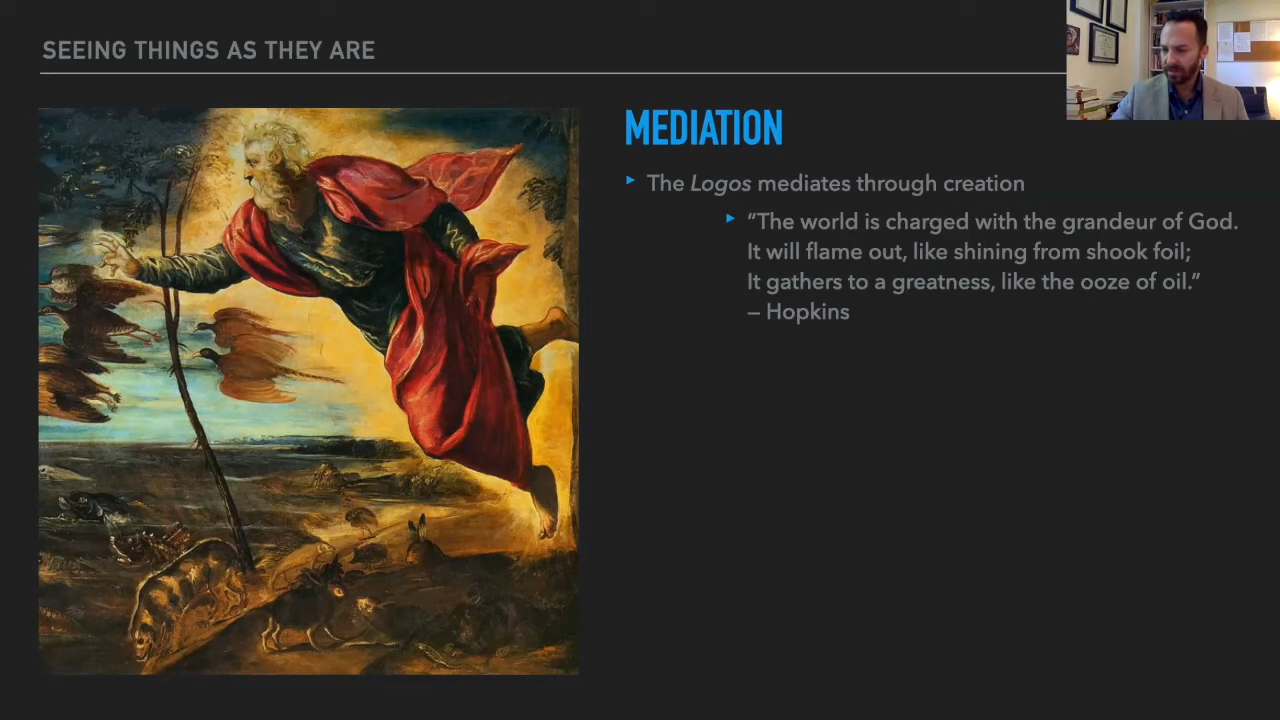 SEEING THINGS AS THEY ARE
MEDIATION
The Logos mediates through creation
“The world is charged with the grandeur of God.
It will flame out, like shining from shook foil;
It gathers to a greatness, like the ooze of oil.”
– Hopkins